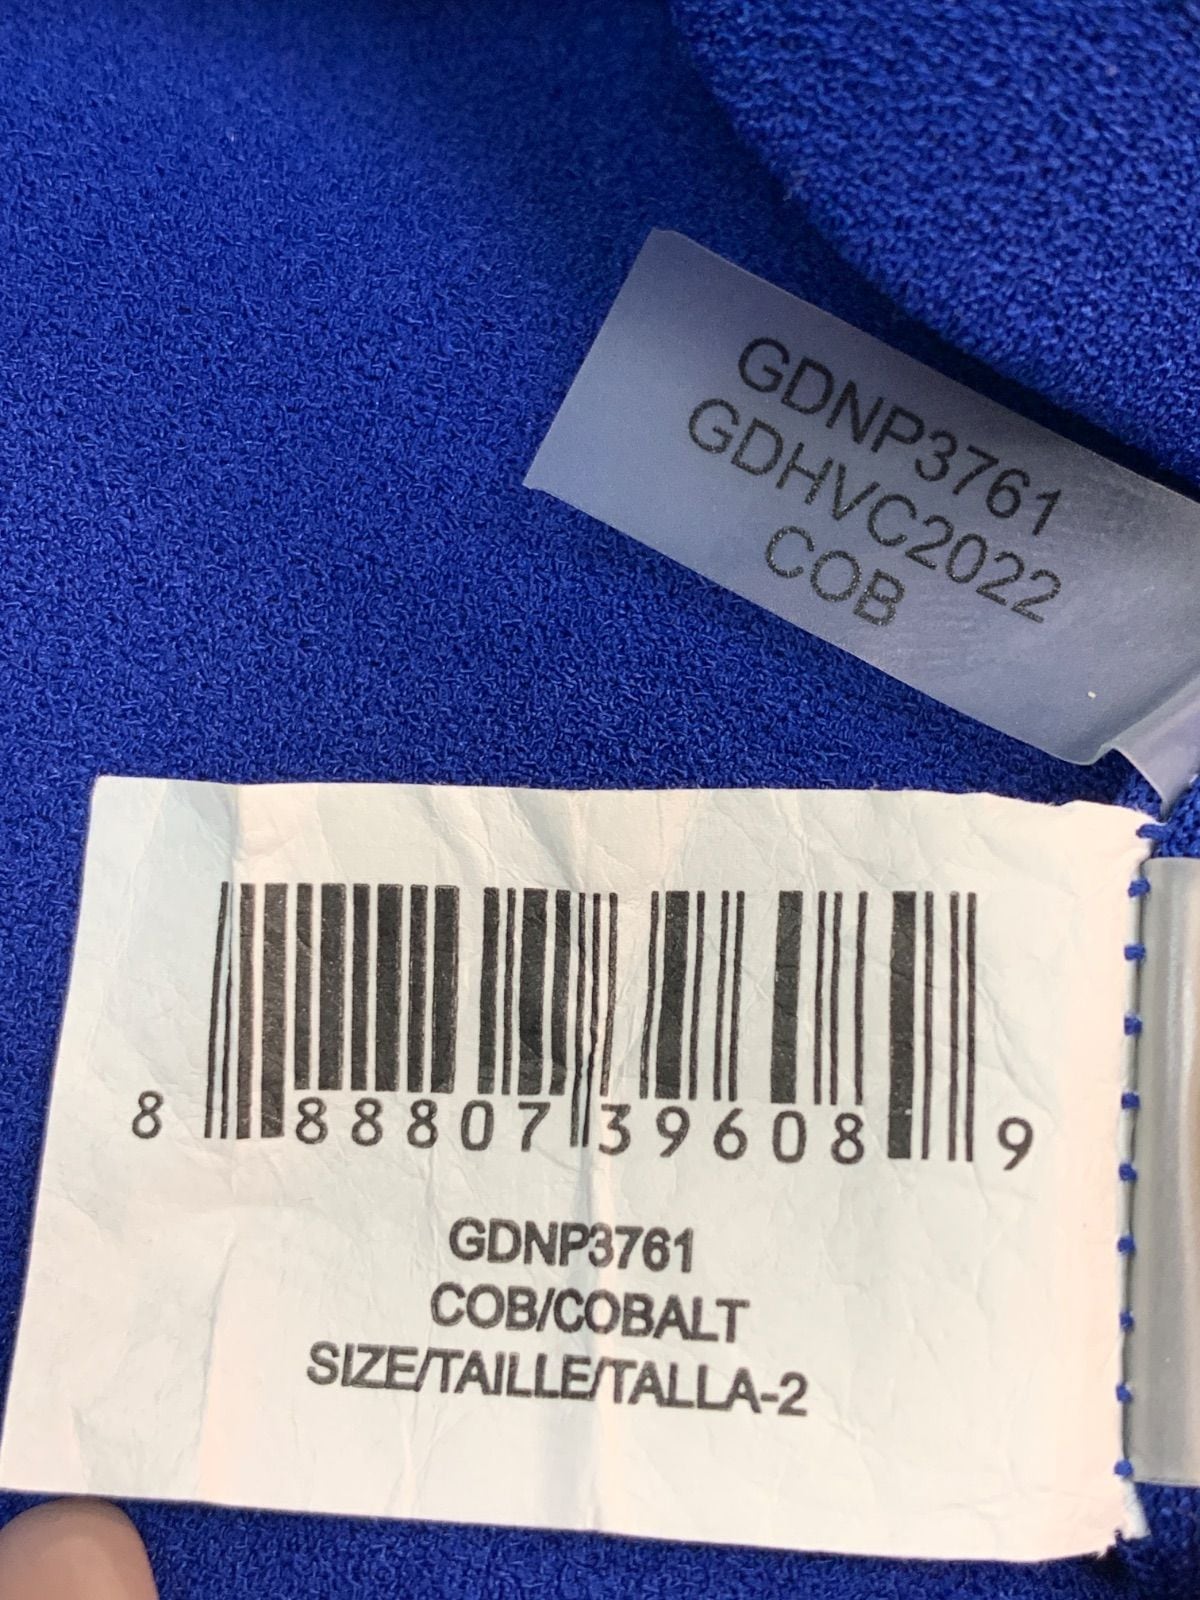 GDNP3761
GDHVC2022
COB
8 88807 39608 9
GDNP3761
COB/COBALT
SIZE/TAILLE/TALLA-2